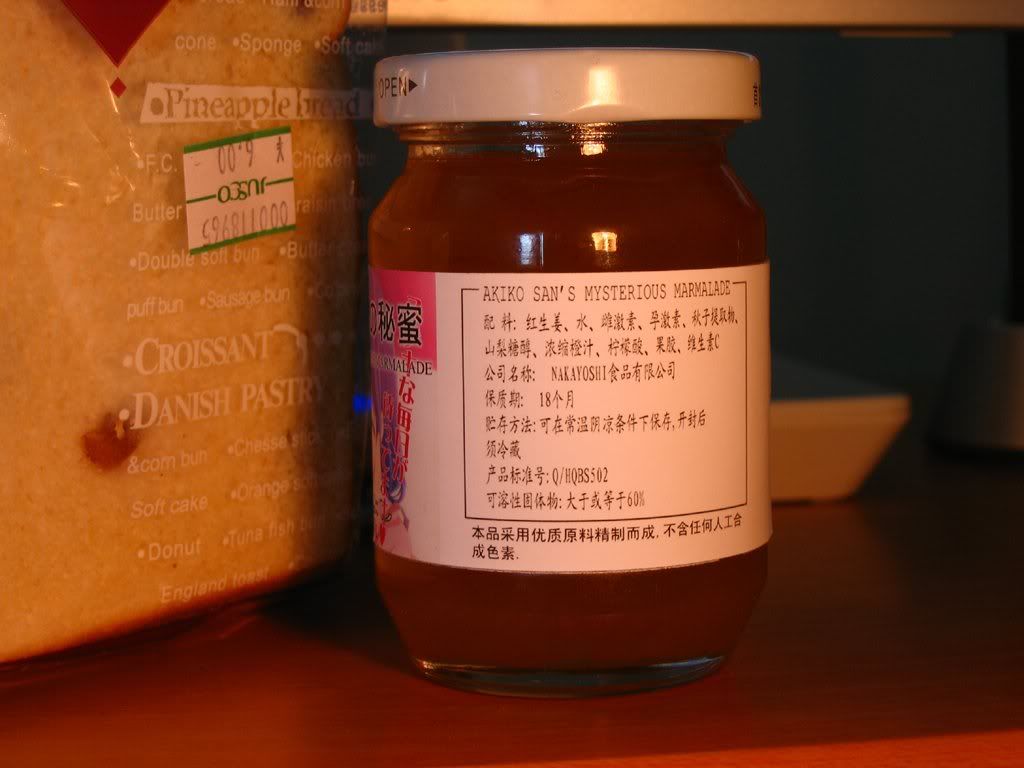 cone •Sponge •Soft cake
•Pineapple bread
•F.C.
Chicken bun
* 6.00
JUSCO
Butter
raisin
•Double soft bun •Butter
puff bun •Sausage bun
•CROISSANT
•DANISH PASTRY
•Cheese
&corn bun
Soft cake •Orange
•Donut •Tuna fish bun
England toast
OPEN▶
の秘蜜
MARMALADE
な毎日が
AKIKO SAN'S MYSTERIOUS MARMALADE
配 料: 红生姜、水、雌激素、孕激素、秋子提取物、
山梨糖醇、浓缩橙汁、柠檬酸、果胶、维生素C
公司名称: NAKAYOSHI食品有限公司
保质期: 18个月
贮存方法:可在常温阴凉条件下保存,开封后
须冷藏
产品标准号:Q/HQBS502
可溶性固体物:大于或等于60%
本品采用优质原料精制而成,不含任何人工合
成色素.